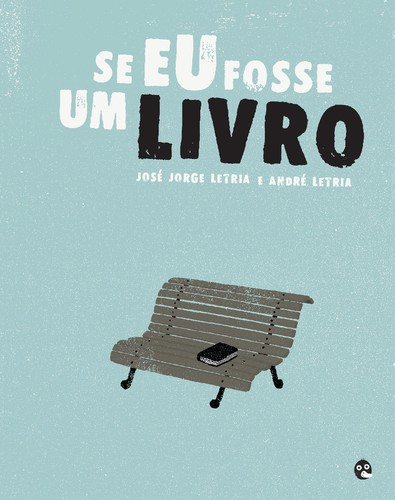 SE EU FOSSE
UM LIVRO
JOSÉ JORGE LETRIA E ANDRÉ LETRIA